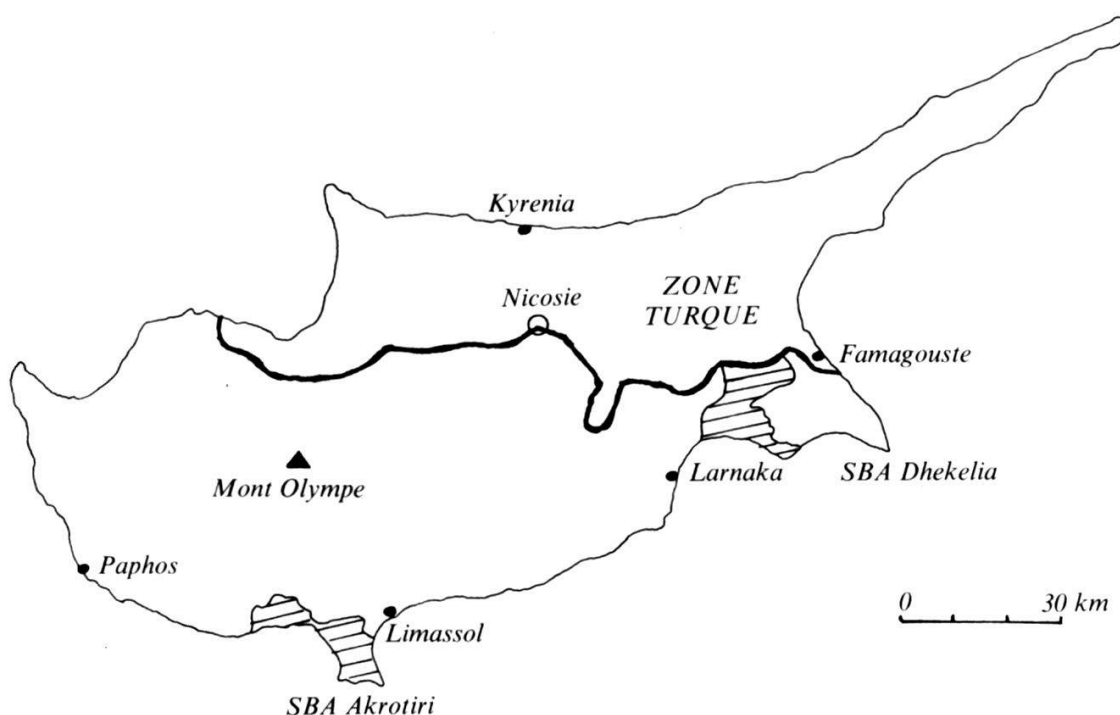 Kyrenia
Nicosie
ZONE
TURQUE
Famagouste
Larnaka
SBA Dhekelia
Mont Olympe
Paphos
Limassol
SBA Akrotiri
0 30 km